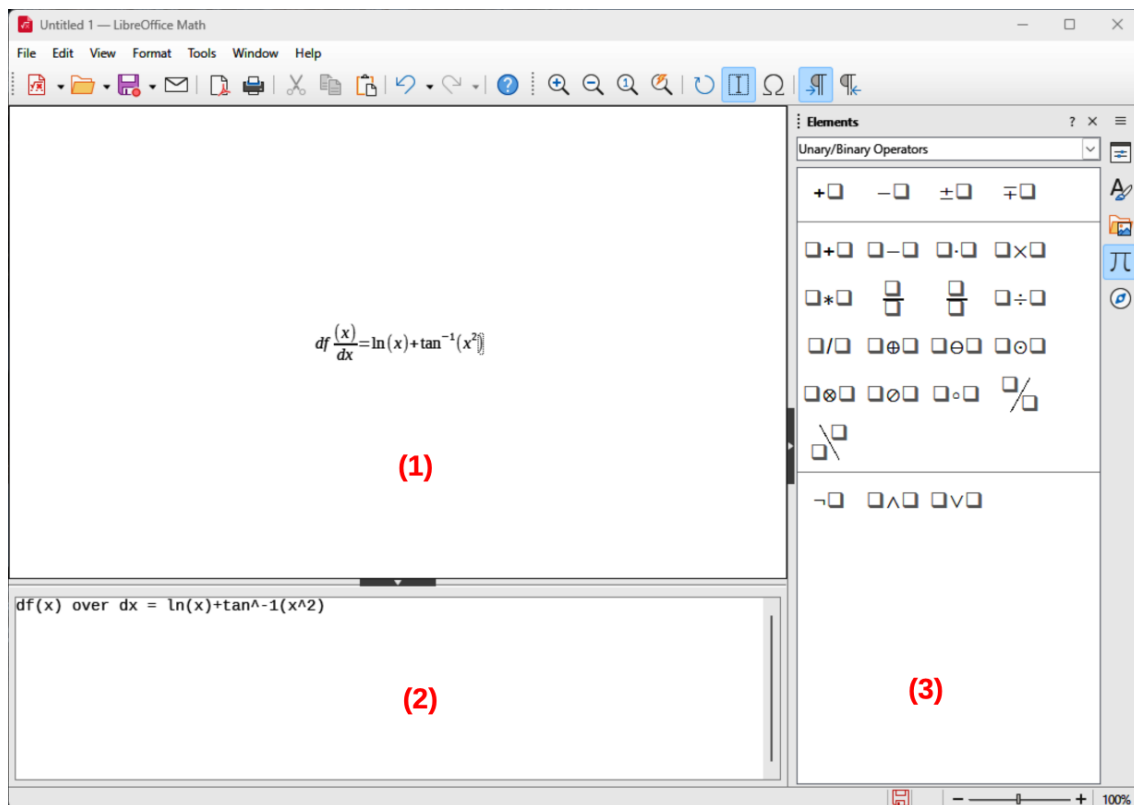 Untitled 1 — LibreOffice Math
File Edit View Format Tools Window Help
Elements
Unary/Binary Operators
+❏ −❏ ±❏ ∓❏
❏+❏ ❏−❏ ❏·❏ ❏×❏
❏∗❏ ❏/❏ ❏/❏ ❏÷❏
❏/❏ ❏⊕❏ ❏⊖❏ ❏⊙❏
❏⊗❏ ❏⊘❏ ❏∘❏ ❏/❏
❏\❏
¬❏ ❏∧❏ ❏∨❏
df (x)/dx=ln(x)+tan⁻¹(x²)
(1)
df(x) over dx = ln(x)+tan^-1(x^2)
(2)
(3)
100%